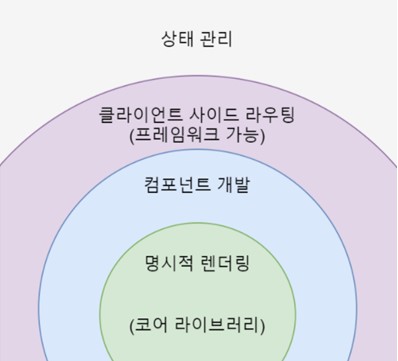 상태 관리
클라이언트 사이드 라우팅
(프레임워크 가능)
컴포넌트 개발
명시적 렌더링
(코어 라이브러리)